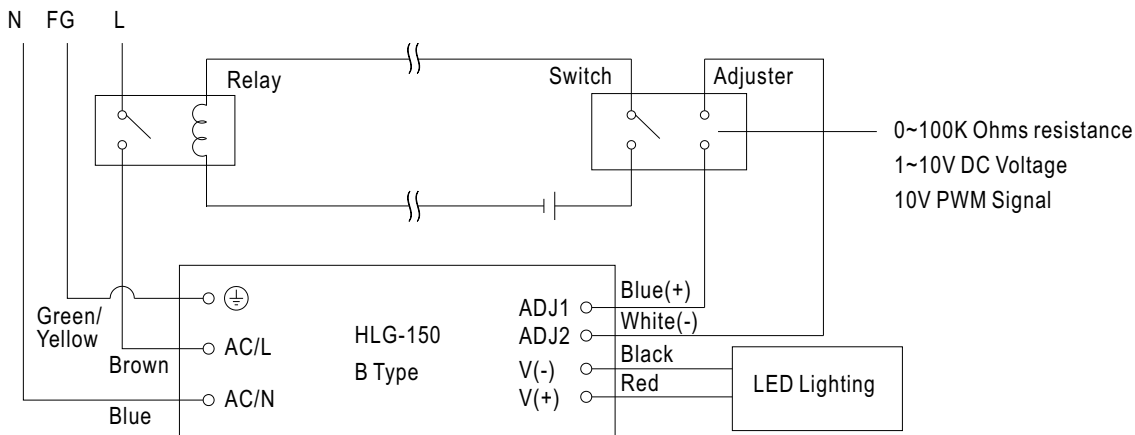 N FG L
Relay
Switch
Adjuster
0~100K Ohms resistance
1~10V DC Voltage
10V PWM Signal
Green/
Yellow
Brown
Blue
AC/L
AC/N
HLG-150
B Type
ADJ1
ADJ2
V(-)
V(+)
Blue(+)
White(-)
Black
Red
LED Lighting